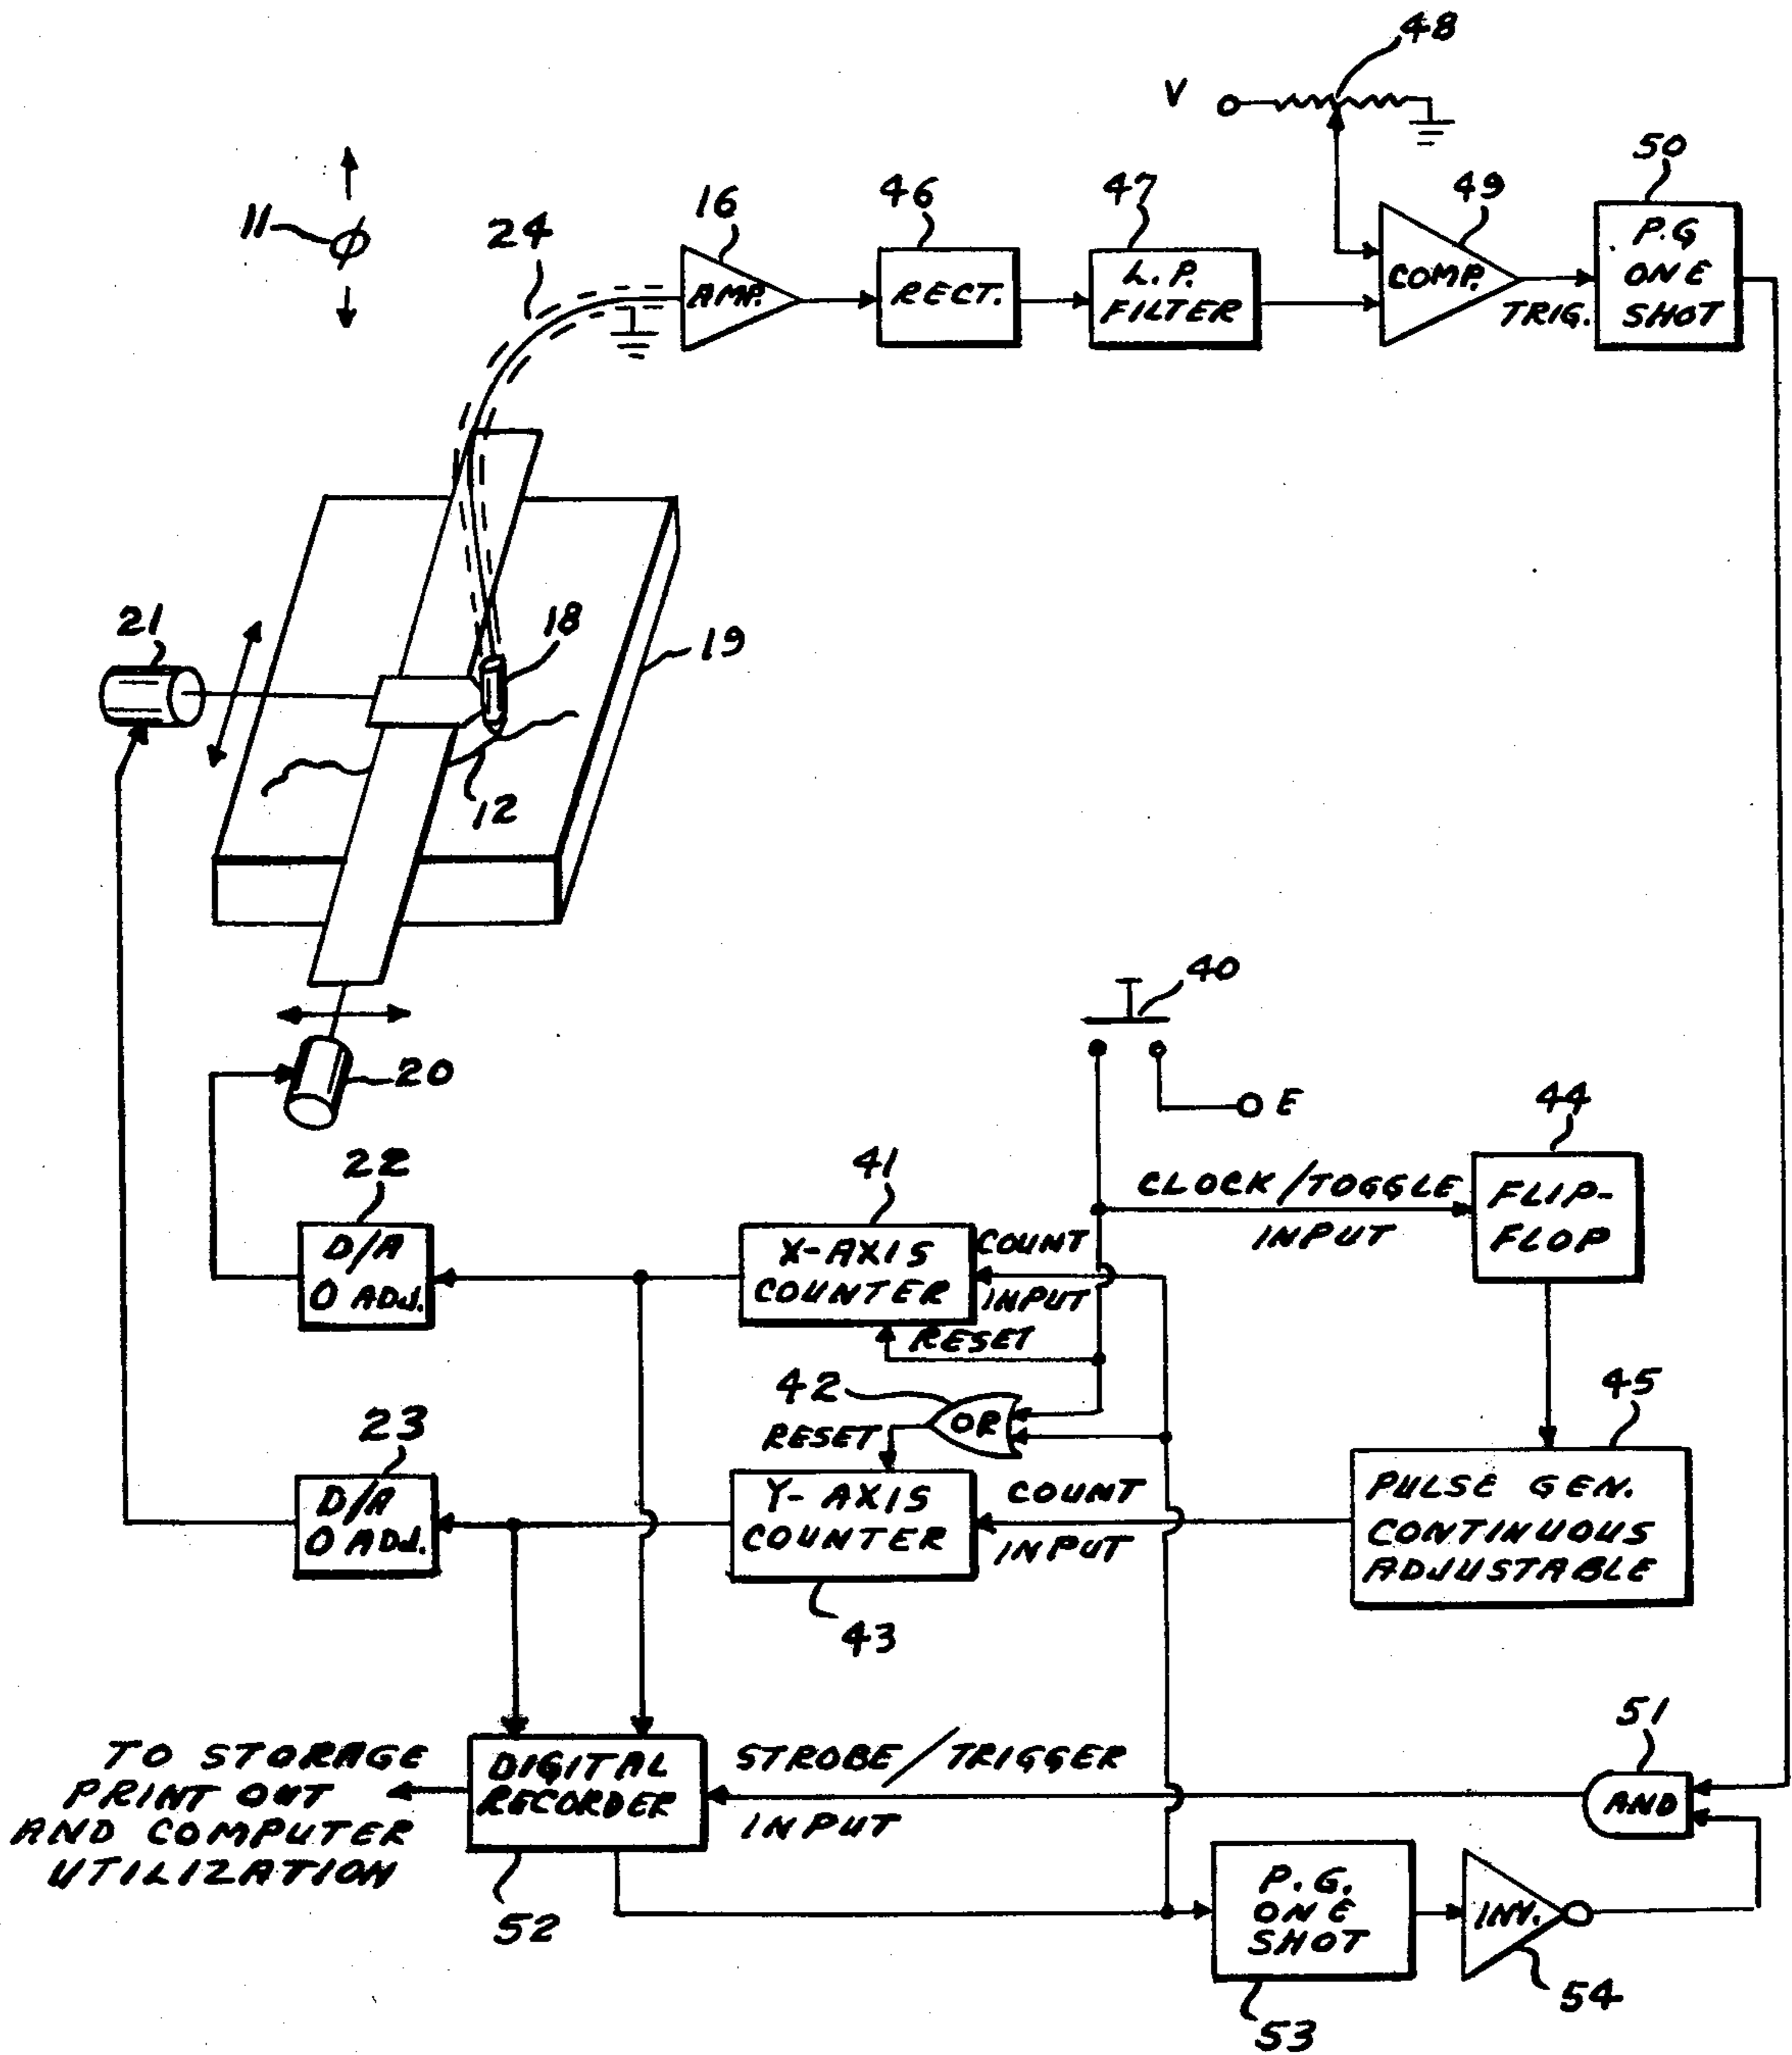 48
V
50
11
24
16
46
47
49
P.G
ONE
SHOT
AMP.
RECT.
L.P.
FILTER
COMP.
TRIG.
21
18
19
12
40
20
E
44
22
41
CLOCK/TOGGLE
INPUT
FLIP-
FLOP
D/A
0 ADJ.
X-AXIS
COUNTER
COUNT
INPUT
RESET
42
OR
RESET
45
23
D/A
0 ADJ.
Y-AXIS
COUNTER
COUNT
INPUT
PULSE GEN.
CONTINUOUS
ADJUSTABLE
43
51
TO STORAGE
PRINT OUT
AND COMPUTER
UTILIZATION
DIGITAL
RECORDER
STROBE/TRIGGER
INPUT
AND
52
P.G.
ONE
SHOT
INV.
53
54